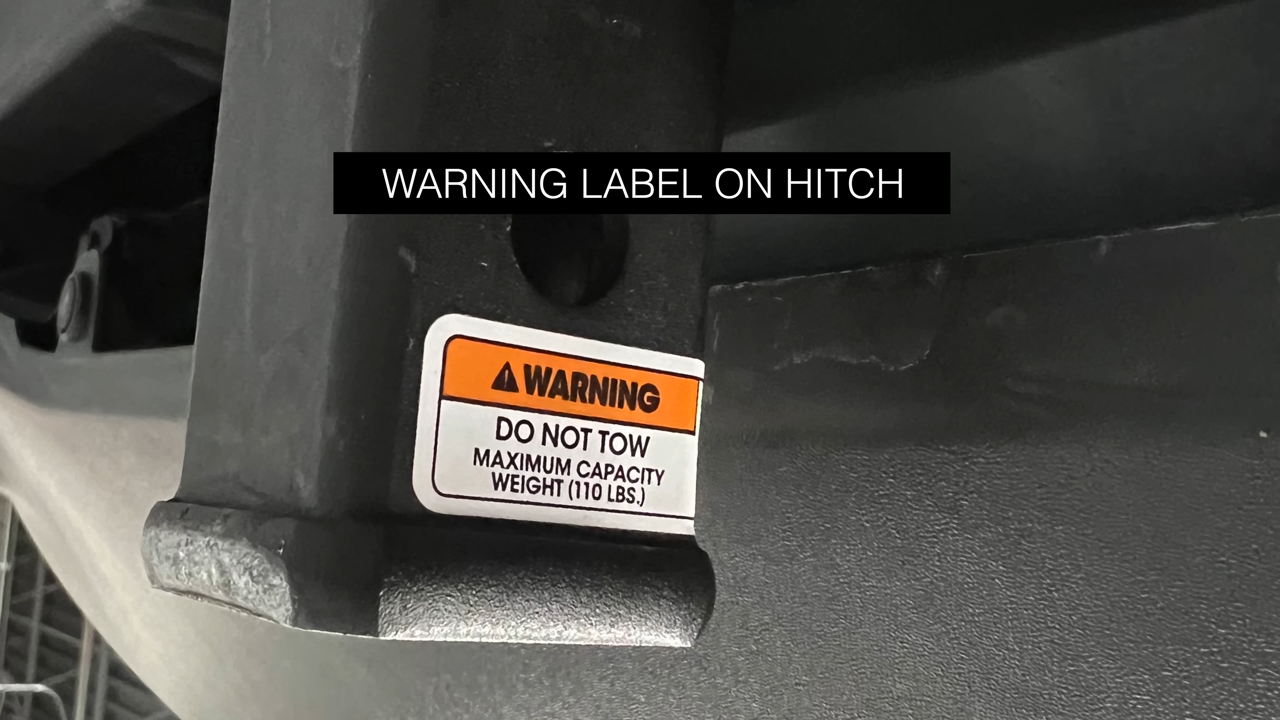 WARNING LABEL ON HITCH
WARNING
DO NOT TOW
MAXIMUM CAPACITY
WEIGHT (110 LBS.)